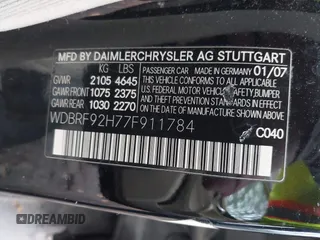 MFD BY DAIMLERCHRYSLER AG STUTTGART
KG LBS MADE IN GERMANY 01/07
GVWR 2105 4645 THIS VEHICLE CONFORMS TO ALL APPLICABLE
GAWR FRONT 1075 2375 U.S. FEDERAL MOTOR VEHICLE SAFETY, BUMPER
GAWR REAR 1030 2270 AND THEFT PREVENTION STANDARDS IN EFFECT
ON THE DATE OF MANUFACTURE SHOWN ABOVE
WDBRF92H77F911784 PASSENGER CAR
C040
DREAMBID